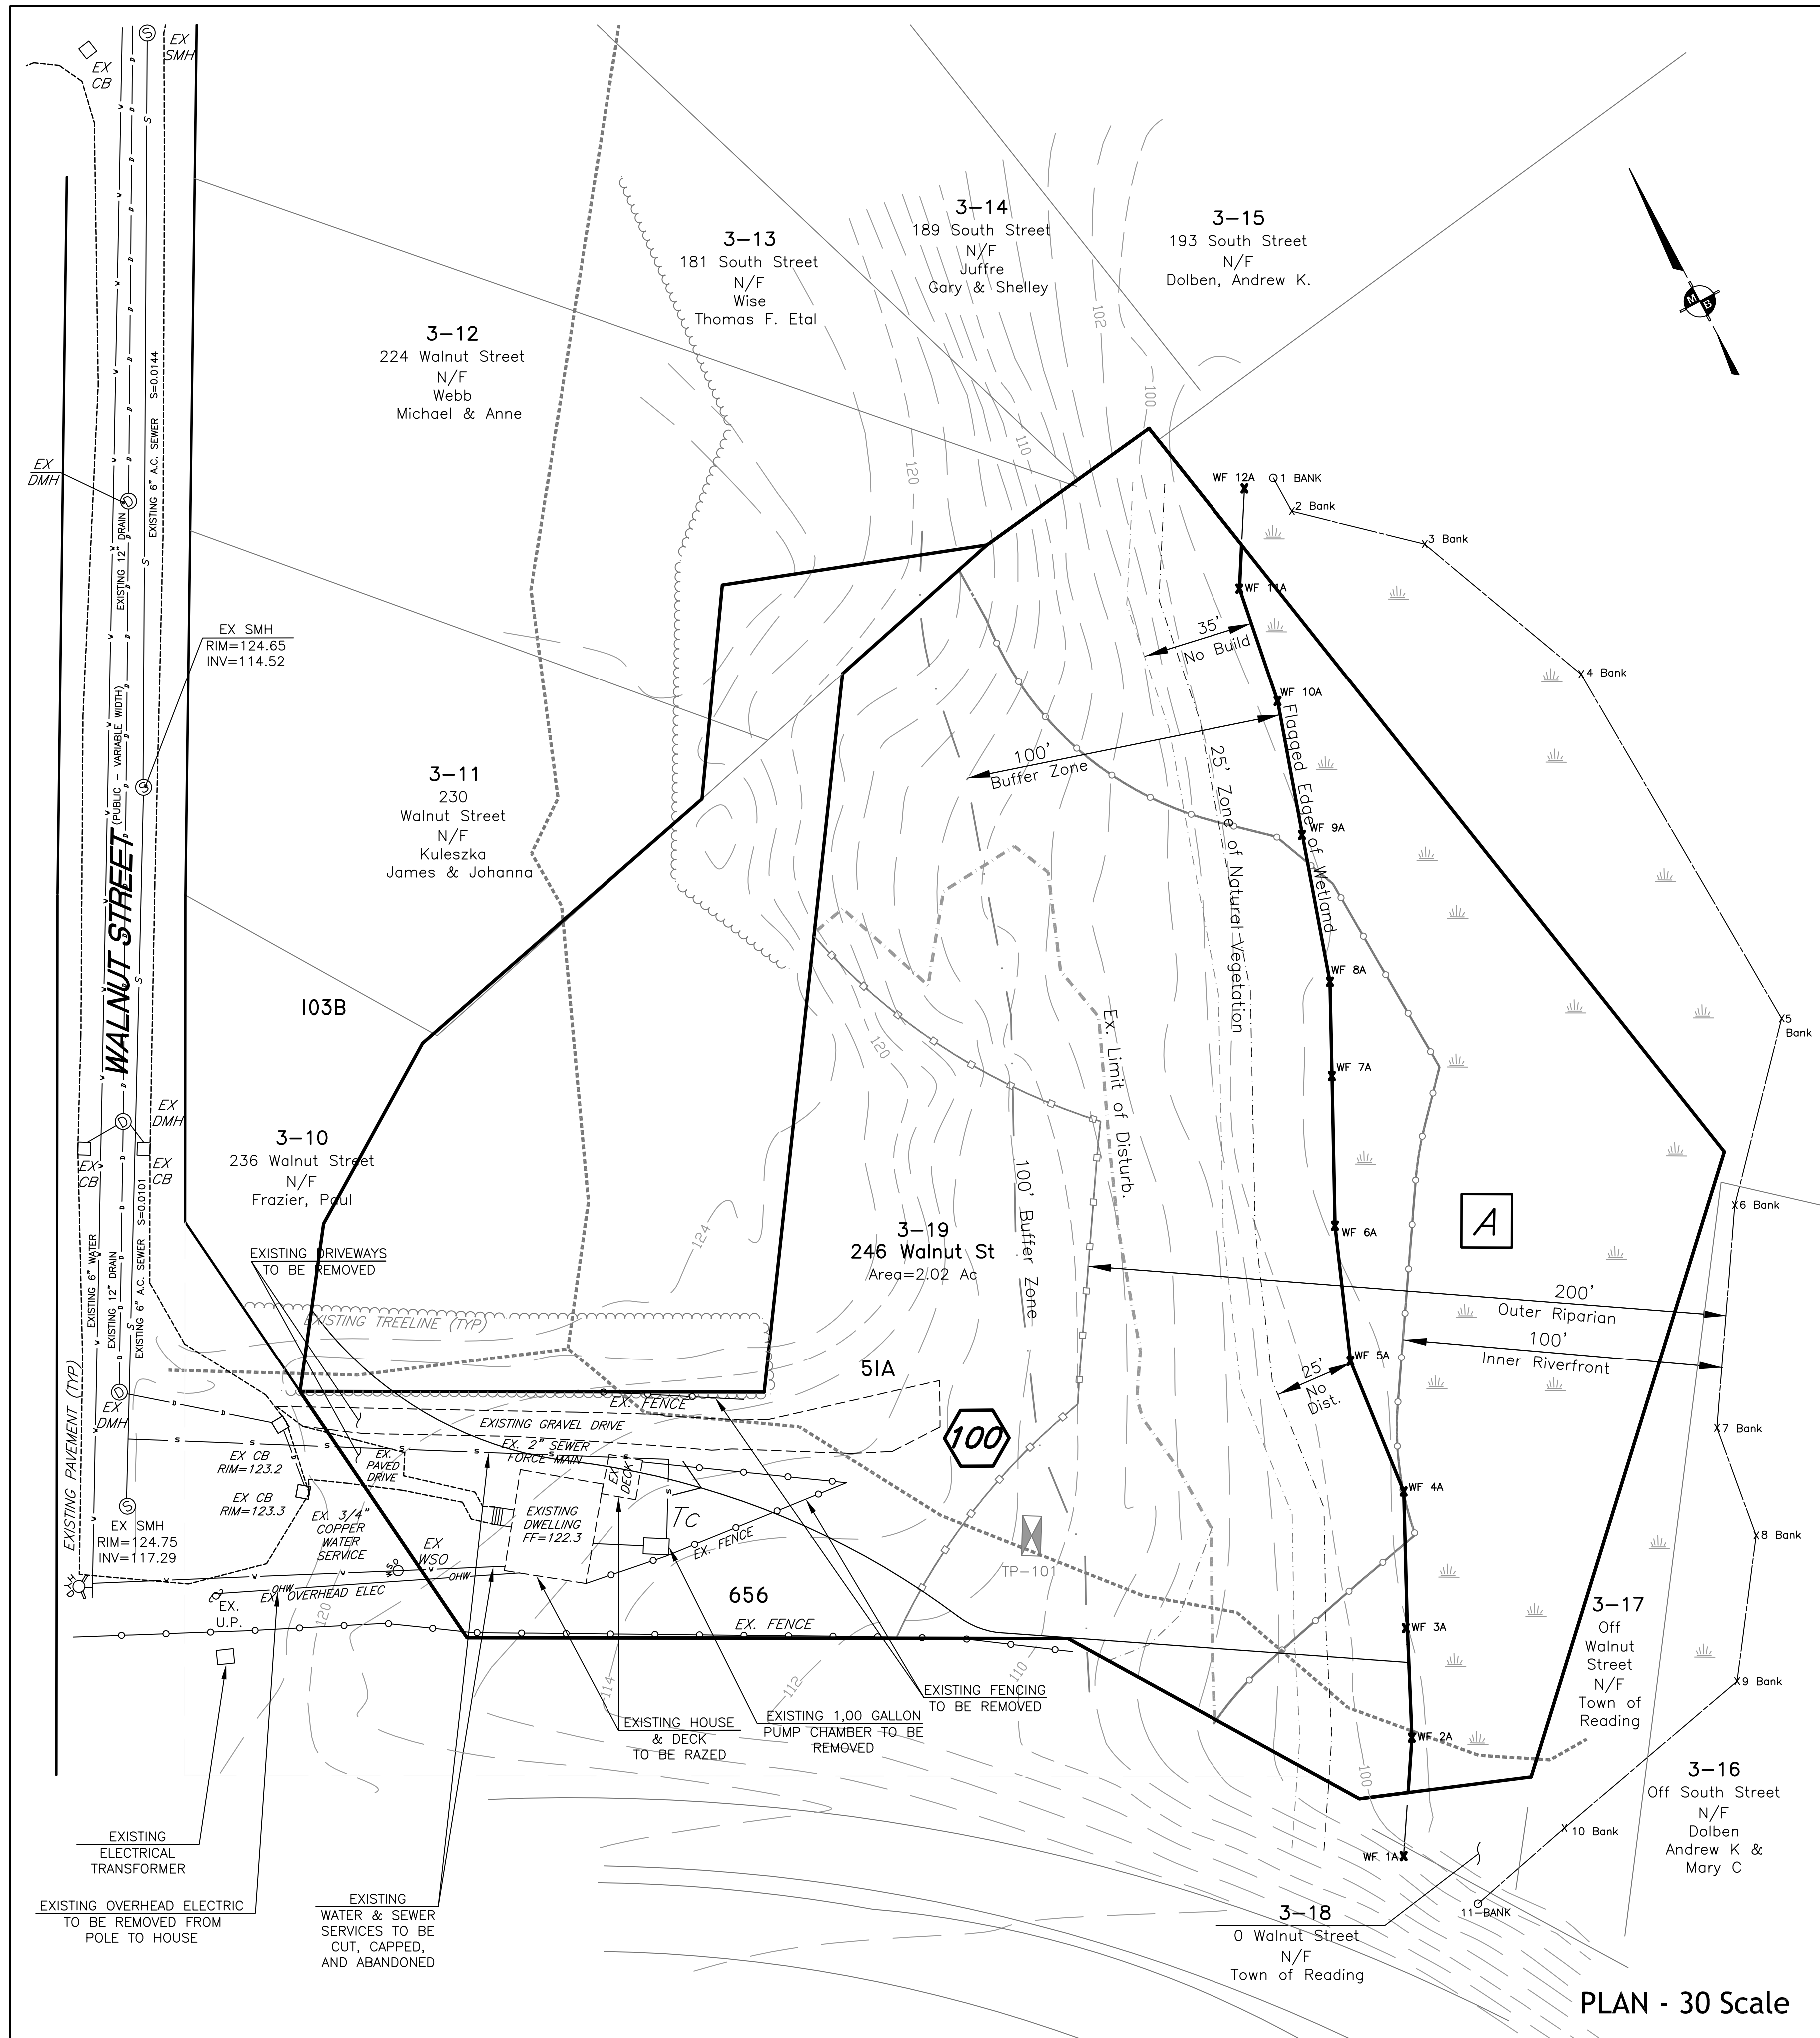 EX
CB
EX
SMH
3-14
189 South Street
N/F
Juffre
Gary & Shelley
3-15
193 South Street
N/F
Dolben, Andrew K.
3-13
181 South Street
N/F
Wise
Thomas F. Etal
3-12
224 Walnut Street
N/F
Webb
Michael & Anne
102
100
110
120
M
B
EX
DMH
EXISTING 12" DRAIN
EXISTING 6" A.C. SEWER S=0.0144
WF 12A
1 BANK
2 Bank
3 Bank
WF 11A
35'
No Build
4 Bank
EX SMH
RIM=124.65
INV=114.52
WF 10A
Flagged Edge of Wetland
100'
Buffer Zone
25' Zone of Natural Vegetation
WALNUT STREET
(PUBLIC - VARIABLE WIDTH)
3-11
230
Walnut Street
N/F
Kuleszka
James & Johanna
WF 9A
WF 8A
103B
120
Ex. Limit of Disturb.
WF 7A
5
Bank
EX
DMH
EX
CB
EX
CB
3-10
236 Walnut Street
N/F
Frazier, Paul
124
3-19
246 Walnut St
Area=2.02 Ac
100' Buffer Zone
WF 6A
A
6 Bank
EXISTING 6" WATER
EXISTING 12" DRAIN
EXISTING 6" A.C. SEWER S=0.0101
EXISTING DRIVEWAYS
TO BE REMOVED
200'
Outer Riparian
100'
Inner Riverfront
EXISTING TREELINE (TYP)
51A
WF 5A
25'
No
Dist.
EXISTING PAVEMENT (TYP)
EX
DMH
EX. FENCE
EXISTING GRAVEL DRIVE
100
7 Bank
EX. 2" SEWER
FORCE MAIN
EX CB
RIM=123.2
EX.
PAVED
DRIVE
EX
DECK
EX CB
RIM=123.3
EX. 3/4"
COPPER
WATER
SERVICE
EXISTING
DWELLING
FF=122.3
TC
WF 4A
EX SMH
RIM=124.75
INV=117.29
EX
WSO
WSO
EX. FENCE
8 Bank
TP-101
OHW
OHW
OHW
EX. OVERHEAD ELEC
EX.
U.P.
120
656
EX. FENCE
WF 3A
3-17
Off
Walnut
Street
N/F
Town of
Reading
110
112
114
9 Bank
EXISTING FENCING
TO BE REMOVED
EXISTING 1,00 GALLON
PUMP CHAMBER TO BE
REMOVED
EXISTING HOUSE
& DECK
TO BE RAZED
WF 2A
100
3-16
Off South Street
N/F
Dolben
Andrew K &
Mary C
10 Bank
EXISTING
ELECTRICAL
TRANSFORMER
WF 1A
EXISTING OVERHEAD ELECTRIC
TO BE REMOVED FROM
POLE TO HOUSE
EXISTING
WATER & SEWER
SERVICES TO BE
CUT, CAPPED,
AND ABANDONED
3-18
0 Walnut Street
N/F
Town of Reading
11-BANK
PLAN - 30 Scale